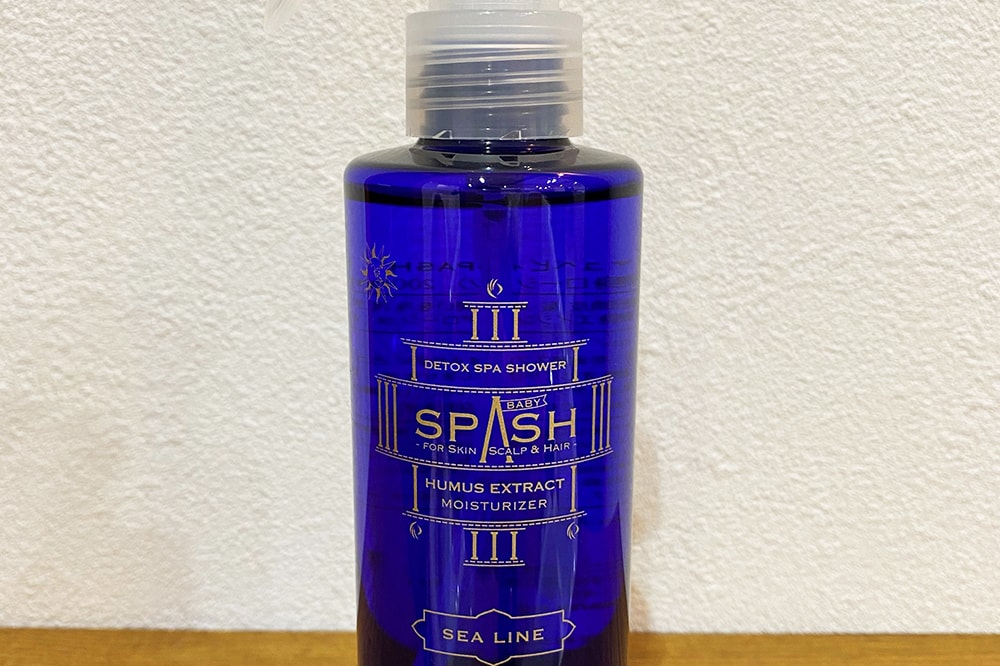 DETOX SPA SHOWER
BABY
SPASH
- FOR SKIN SCALP & HAIR -
HUMUS EXTRACT
MOISTURIZER
SEA LINE